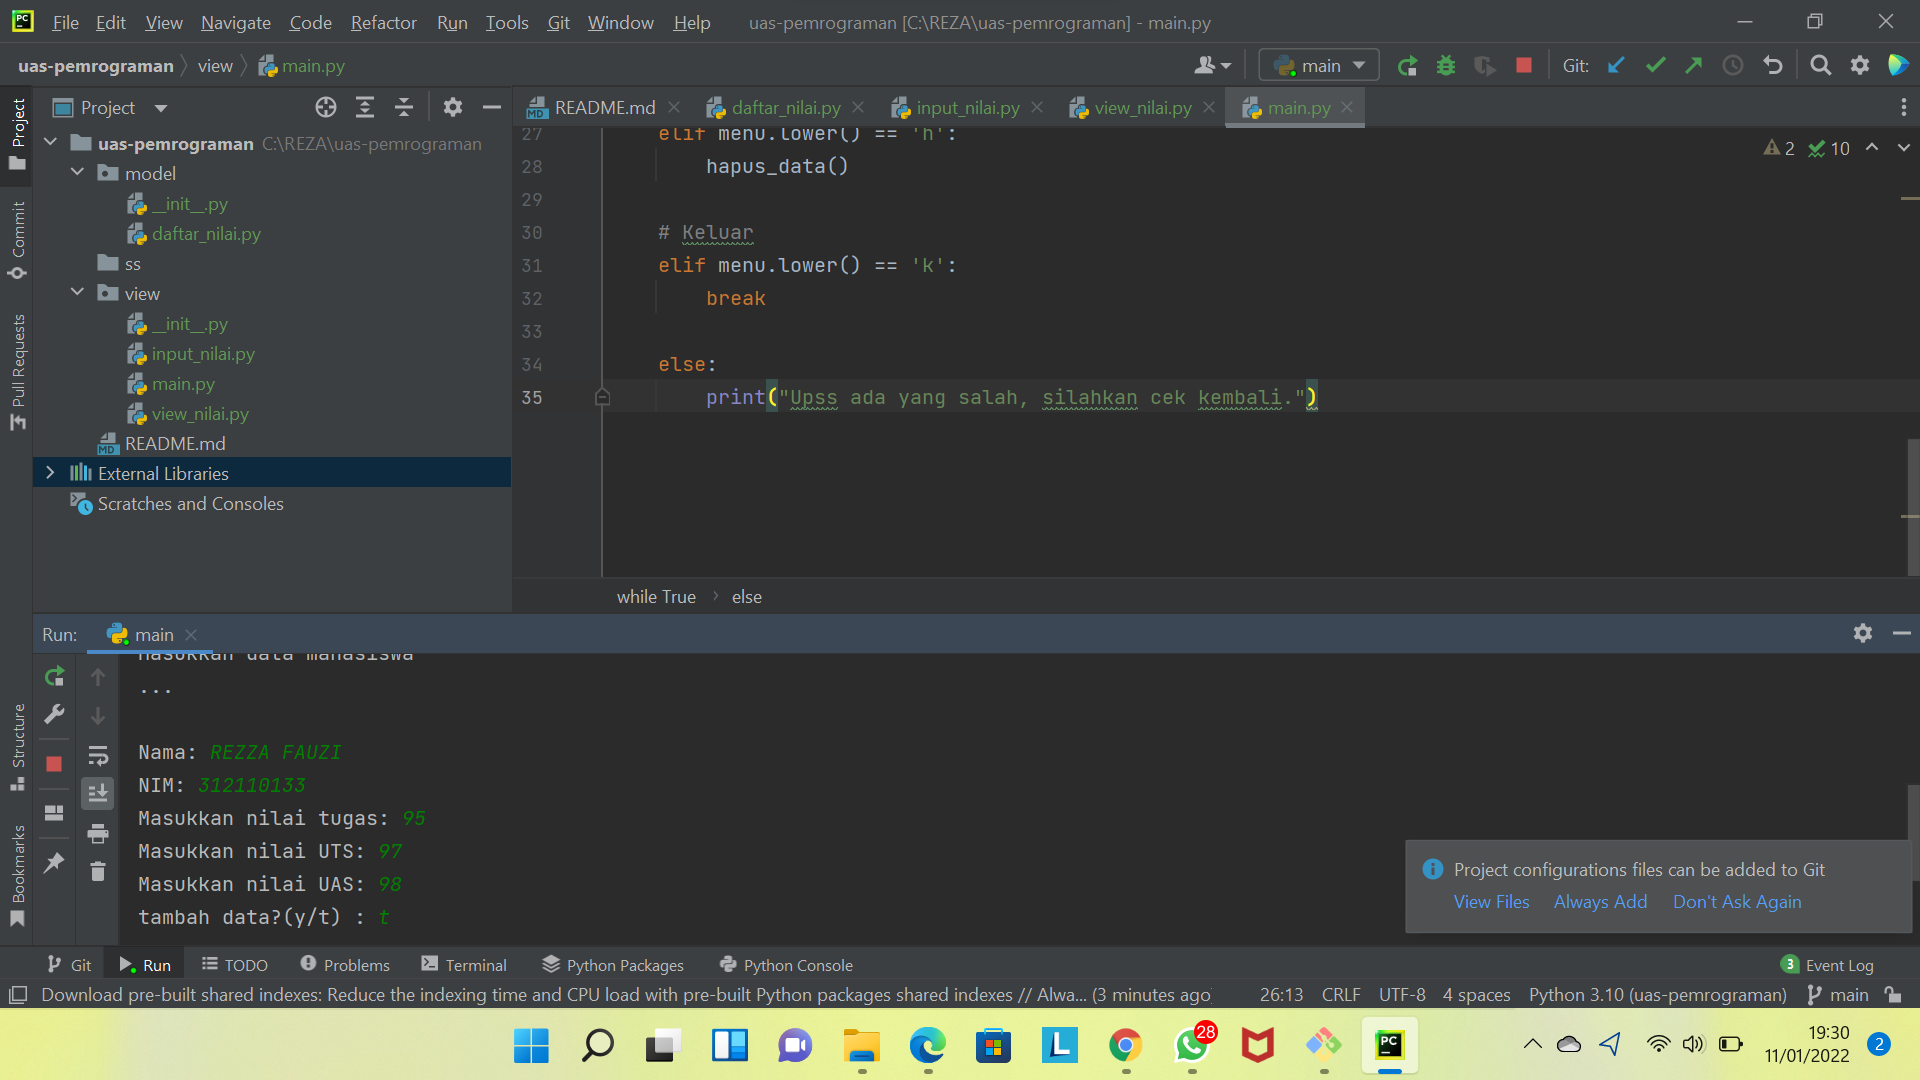 PC File Edit View Navigate Code Refactor Run Tools Git Window Help uas-pemrograman [C:\REZA\uas-pemrograman] - main.py
uas-pemrograman view main.py main Git:
Project
README.md daftar_nilai.py input_nilai.py view_nilai.py main.py
uas-pemrograman C:\REZA\uas-pemrograman
model
__init__.py
daftar_nilai.py
ss
view
__init__.py
input_nilai.py
main.py
view_nilai.py
README.md
External Libraries
Scratches and Consoles
Project
Commit
Pull Requests
Structure
Bookmarks
2 10
27 elif menu.lower() == 'h':
28 hapus_data()
29
30 # Keluar
31 elif menu.lower() == 'k':
32 break
33
34 else:
35 print("Upss ada yang salah, silahkan cek kembali.")
while True else
Run: main
Masukkan data mahasiswa
...
Nama: REZZA FAUZI
NIM: 312110133
Masukkan nilai tugas: 95
Masukkan nilai UTS: 97
Masukkan nilai UAS: 98
tambah data?(y/t) : t
Project configurations files can be added to Git
View Files Always Add Don't Ask Again
Git Run TODO Problems Terminal Python Packages Python Console 3 Event Log
Download pre-built shared indexes: Reduce the indexing time and CPU load with pre-built Python packages shared indexes // Alwa... (3 minutes ago) 26:13 CRLF UTF-8 4 spaces Python 3.10 (uas-pemrograman) main
L 28 PC
19:30
11/01/2022
2